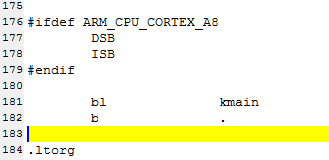 175
176 #ifdef ARM_CPU_CORTEX_A8
177 DSB
178 ISB
179 #endif
180
181 bl kmain
182 b .
183
184 .ltorg